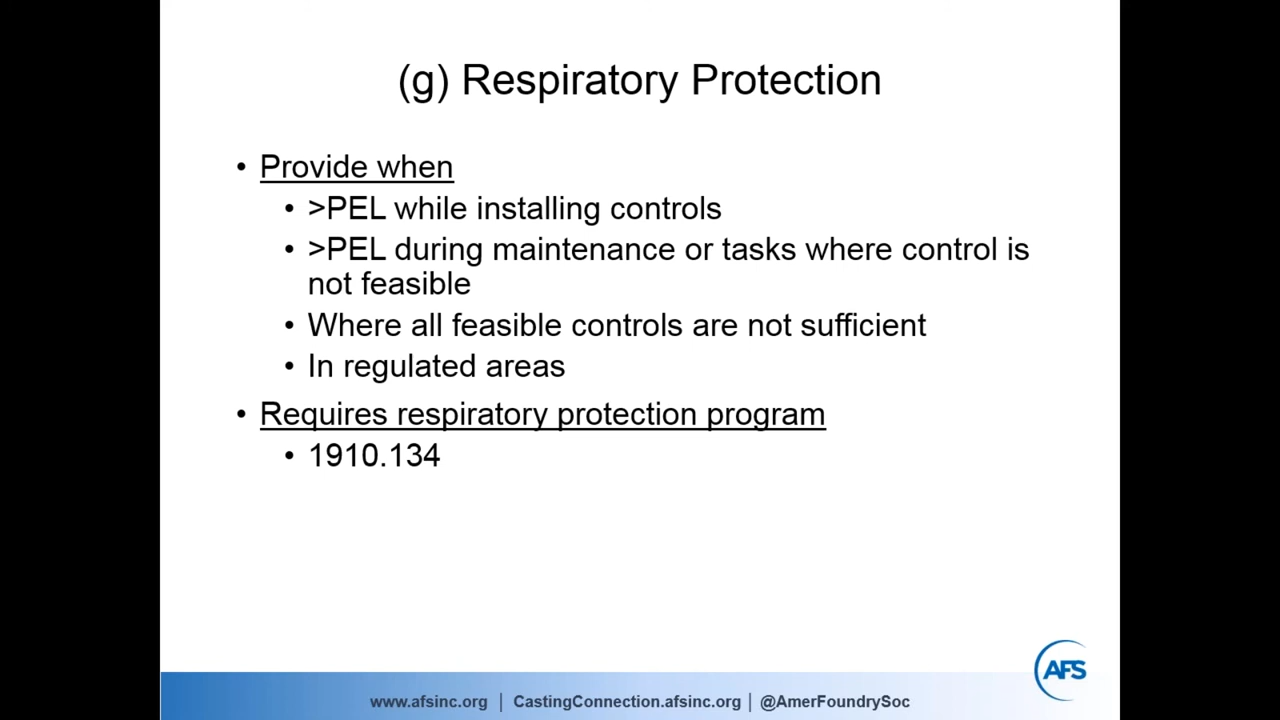 (g) Respiratory Protection
• Provide when
• >PEL while installing controls
• >PEL during maintenance or tasks where control is
not feasible
• Where all feasible controls are not sufficient
• In regulated areas
• Requires respiratory protection program
• 1910.134
AFS
www.afsinc.org | CastingConnection.afsinc.org | @AmerFoundrySoc